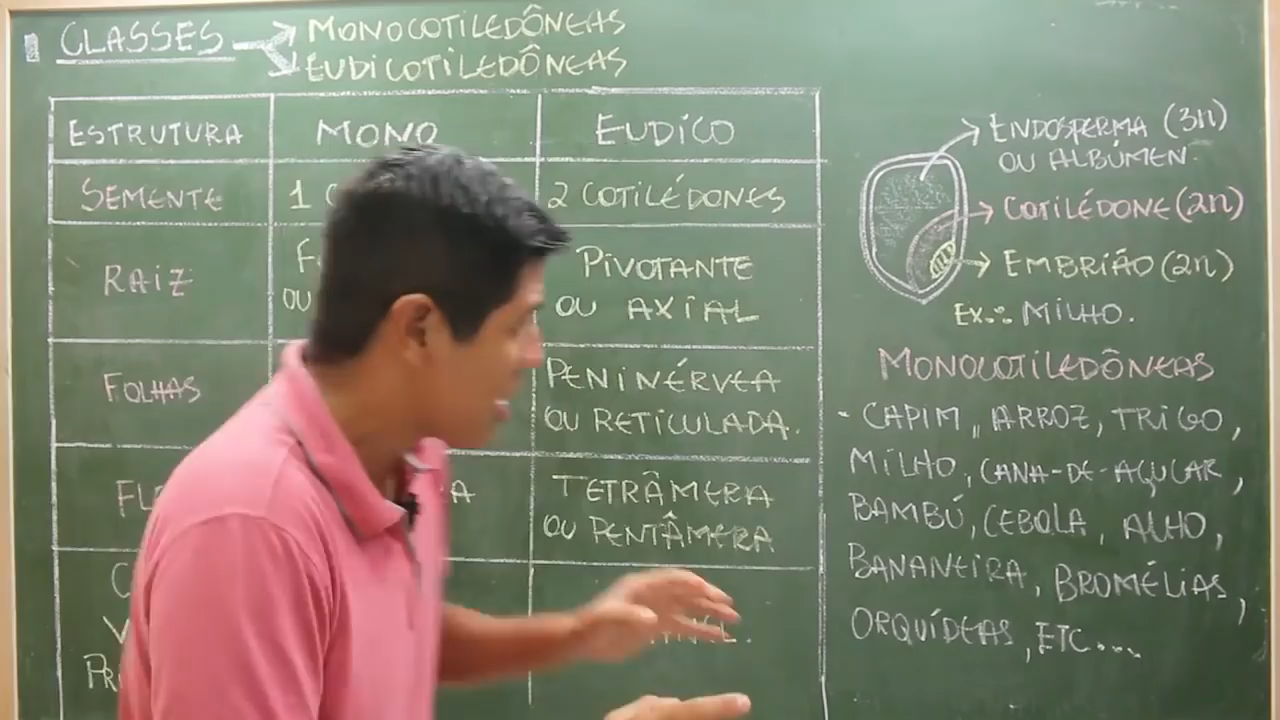 CLASSES
MONOCOTILEDÔNEAS
EUDICOTILEDÔNEAS
ESTRUTURA MONO EUDICO
SEMENTE 1 2 COTILÉDONES
RAIZ PIVOTANTE
OU OU AXIAL
FOLHAS PENINÉRVEA
OU RETICULADA.
TETRÂMERA
OU PENTÂMERA
ENDOSPERMA (3n)
OU ALBÚMEN.
COTILÉDONE (2n)
EMBRIÃO (2n)
EX.: MILHO.
MONOCOTILEDÔNEAS
- CAPIM, ARROZ, TRIGO,
MILHO, CANA-DE-AÇUCAR,
BAMBÚ, CEBOLA, ALHO,
BANANEIRA, BROMÉLIAS,
ORQUÍDEAS, ETC...